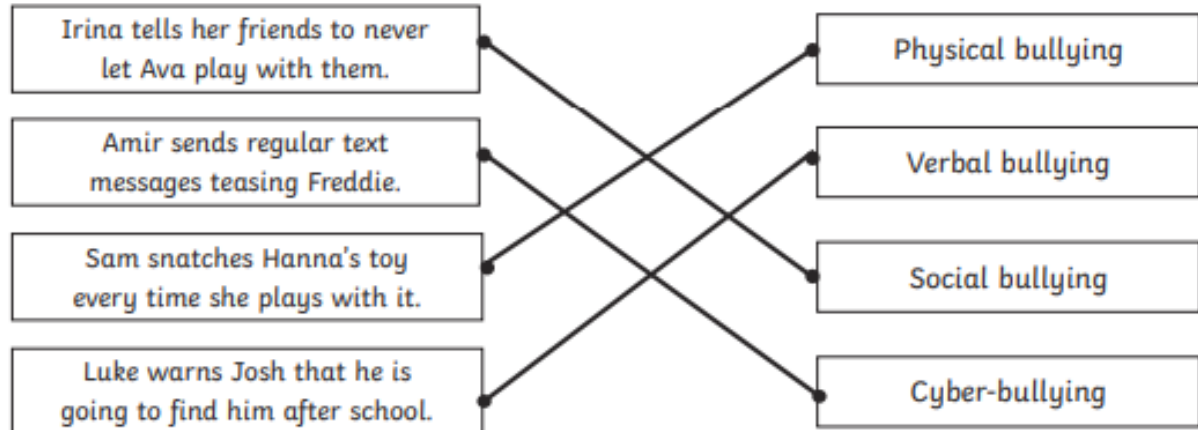 Irina tells her friends to never
let Ava play with them.
Physical bullying
Amir sends regular text
messages teasing Freddie.
Verbal bullying
Sam snatches Hanna's toy
every time she plays with it.
Social bullying
Luke warns Josh that he is
going to find him after school.
Cyber-bullying